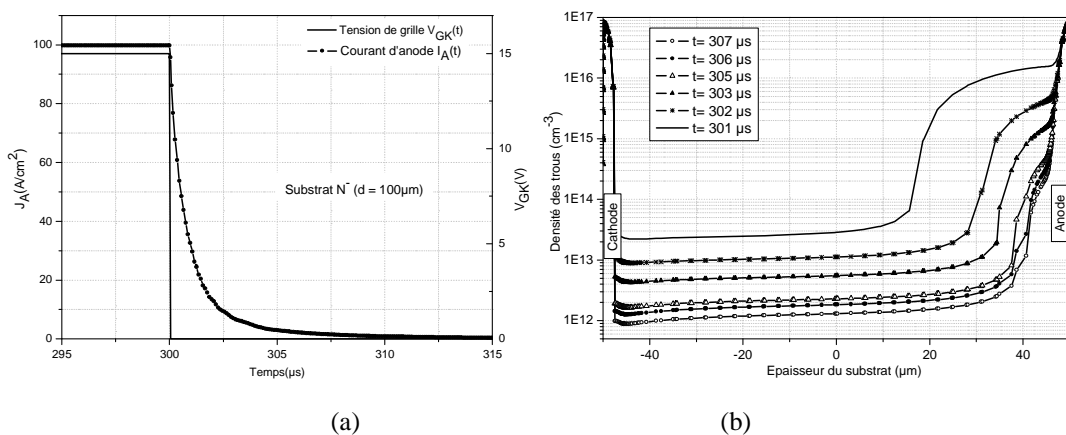 Tension de grille V_GK(t)
Courant d'anode I_A(t)
100
80
60
40
20
0
J_A(A/cm²)
15
10
5
0
V_GK(V)
Substrat N⁻ (d = 100µm)
295
300
305
310
315
Temps(µs)
(a)
b)
1E17
1E16
1E15
1E14
1E13
1E12
Densité des trous (cm⁻³)
t= 307 µs
t= 306 µs
t= 305 µs
t= 303 µs
t= 302 µs
t= 301 µs
Cathode
Anode
-40
-20
0
20
40
Epaisseur du substrat (µm)
(b)